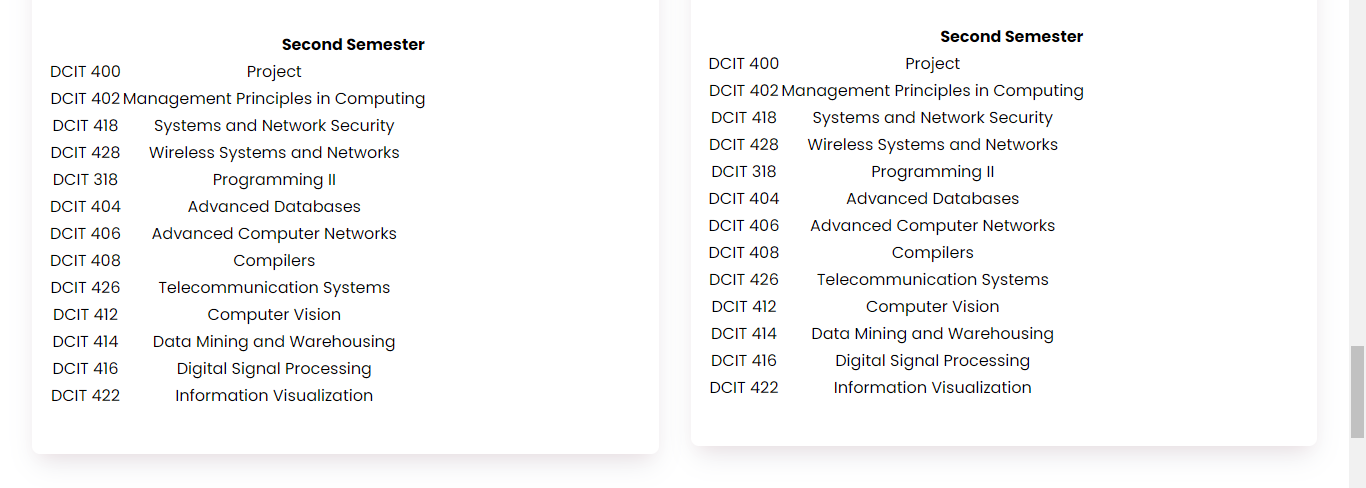 Second Semester
DCIT 400 Project
DCIT 402 Management Principles in Computing
DCIT 418 Systems and Network Security
DCIT 428 Wireless Systems and Networks
DCIT 318 Programming II
DCIT 404 Advanced Databases
DCIT 406 Advanced Computer Networks
DCIT 408 Compilers
DCIT 426 Telecommunication Systems
DCIT 412 Computer Vision
DCIT 414 Data Mining and Warehousing
DCIT 416 Digital Signal Processing
DCIT 422 Information Visualization
Second Semester
DCIT 400 Project
DCIT 402 Management Principles in Computing
DCIT 418 Systems and Network Security
DCIT 428 Wireless Systems and Networks
DCIT 318 Programming II
DCIT 404 Advanced Databases
DCIT 406 Advanced Computer Networks
DCIT 408 Compilers
DCIT 426 Telecommunication Systems
DCIT 412 Computer Vision
DCIT 414 Data Mining and Warehousing
DCIT 416 Digital Signal Processing
DCIT 422 Information Visualization